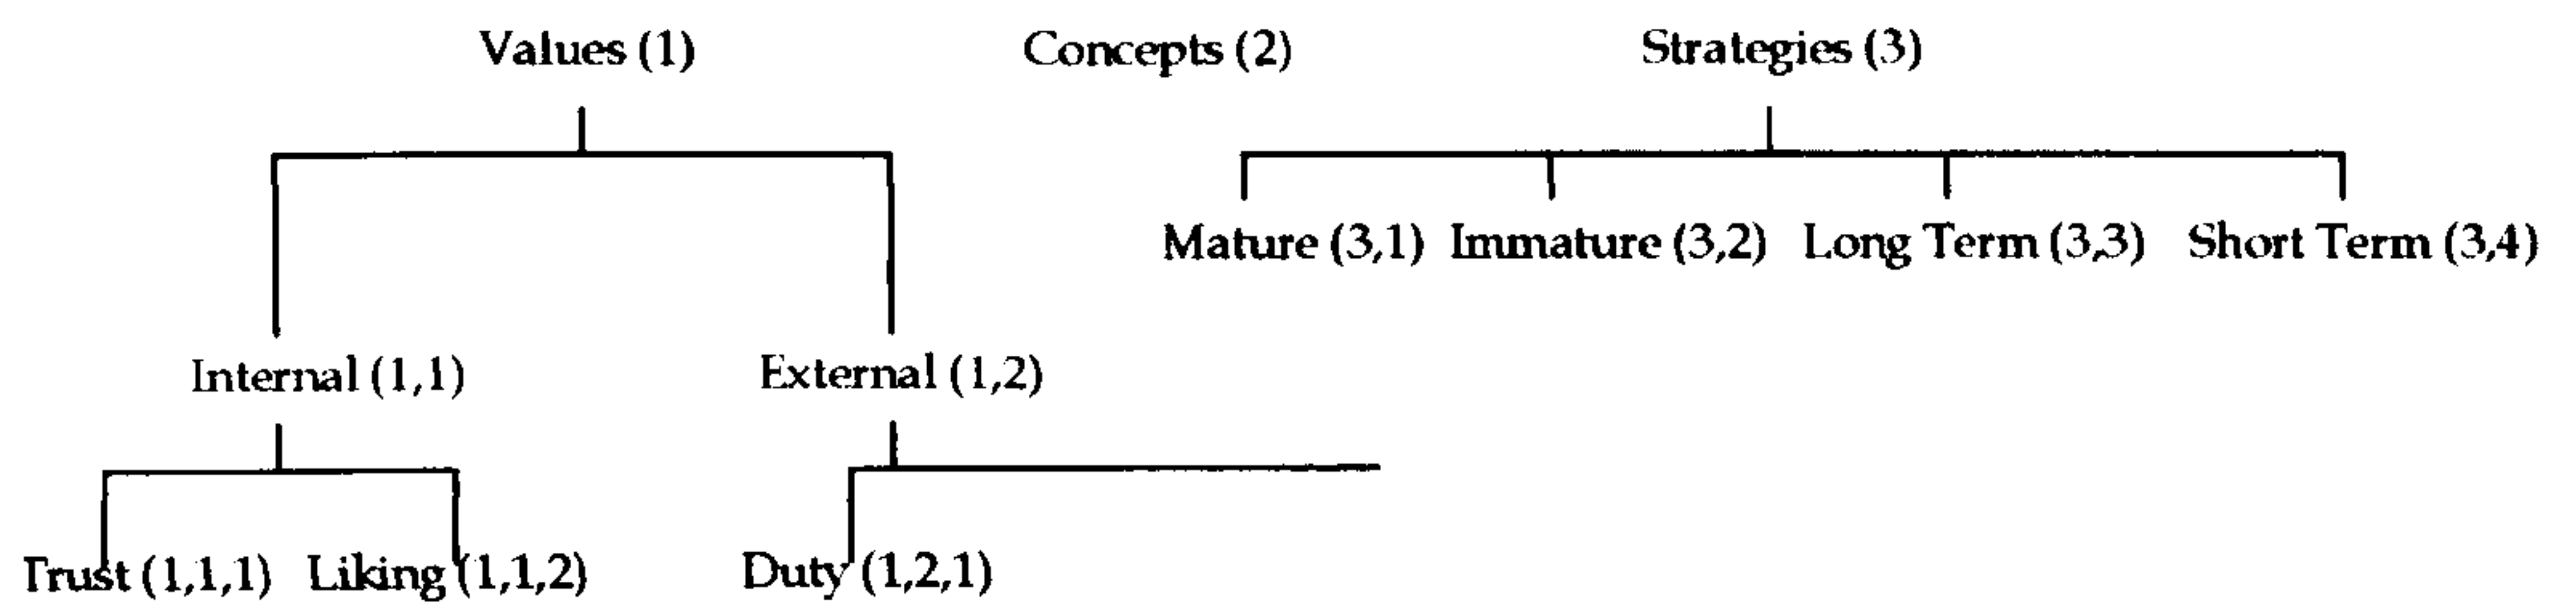 Values (1) Concepts (2) Strategies (3)
Mature (3,1) Immature (3,2) Long Term (3,3) Short Term (3,4)
Internal (1,1) External (1,2)
Trust (1,1,1) Liking (1,1,2) Duty (1,2,1)